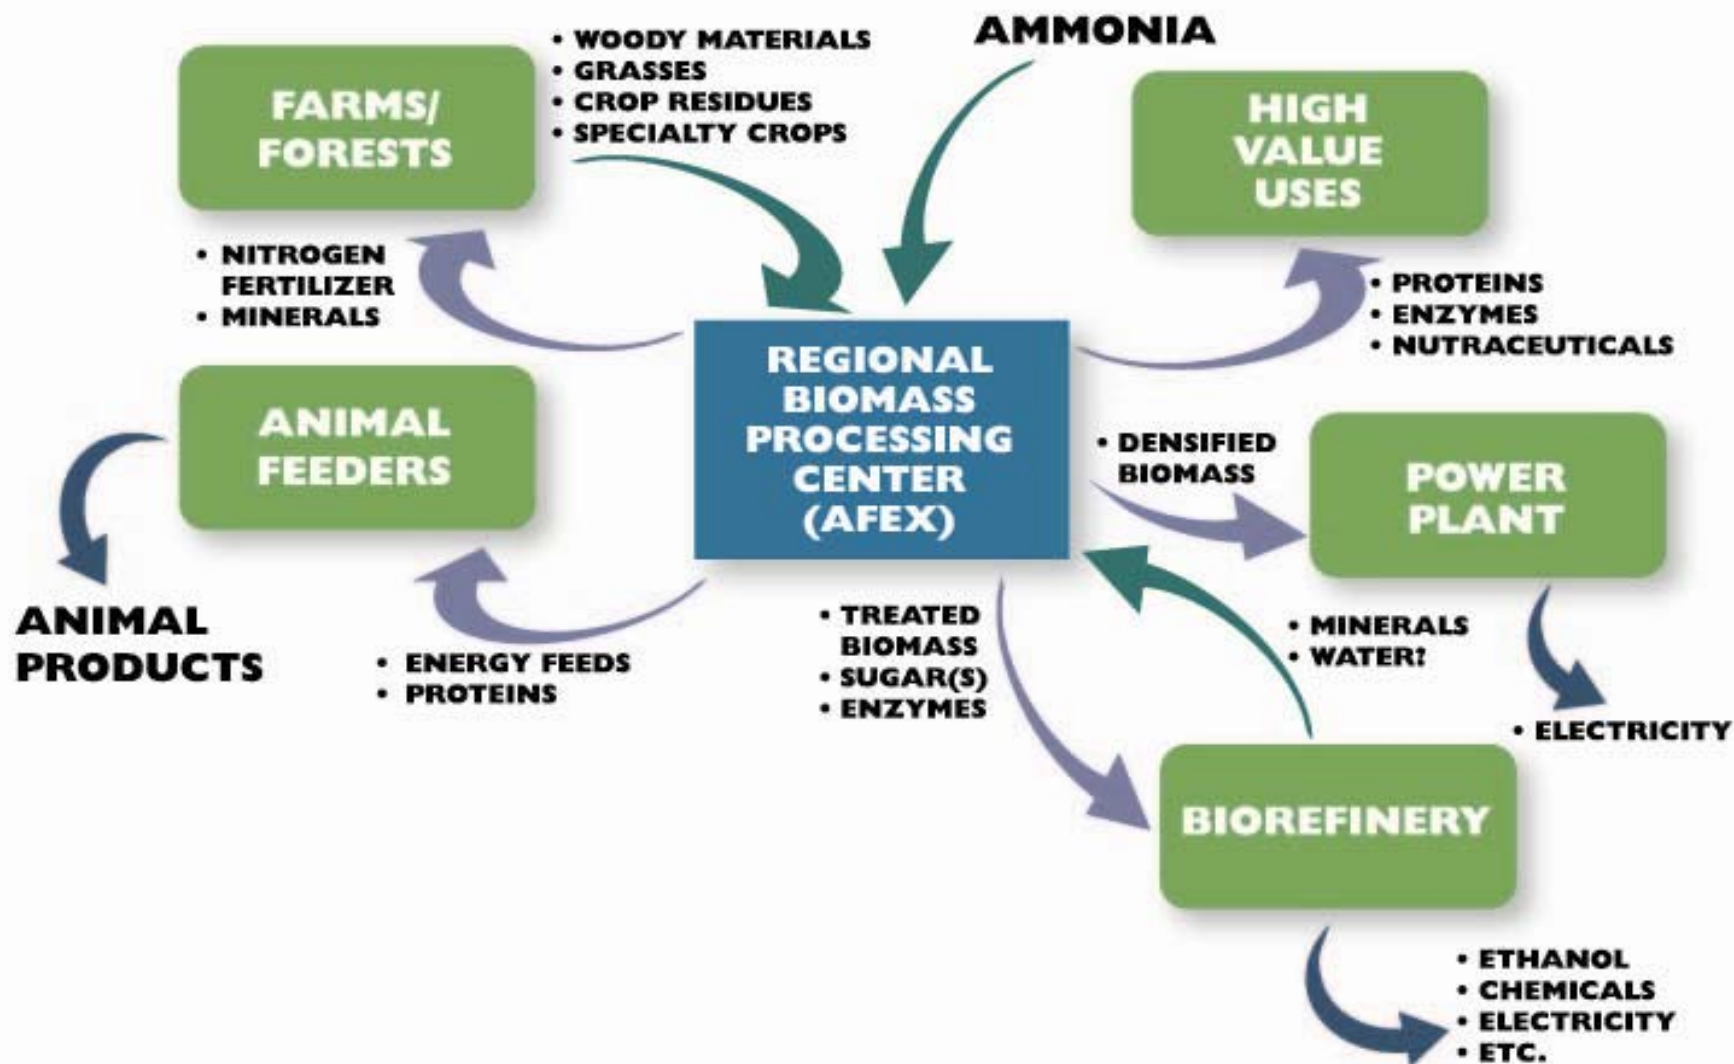 • WOODY MATERIALS
• GRASSES
• CROP RESIDUES
• SPECIALTY CROPS
AMMONIA
FARMS/
FORESTS
HIGH
VALUE
USES
• NITROGEN
FERTILIZER
• MINERALS
• PROTEINS
• ENZYMES
• NUTRACEUTICALS
REGIONAL
BIOMASS
PROCESSING
CENTER
(AFEX)
ANIMAL
FEEDERS
• DENSIFIED
BIOMASS
POWER
PLANT
ANIMAL
PRODUCTS
• ENERGY FEEDS
• PROTEINS
• TREATED
BIOMASS
• SUGAR(S)
• ENZYMES
• MINERALS
• WATER?
• ELECTRICITY
BIOREFINERY
• ETHANOL
• CHEMICALS
• ELECTRICITY
• ETC.